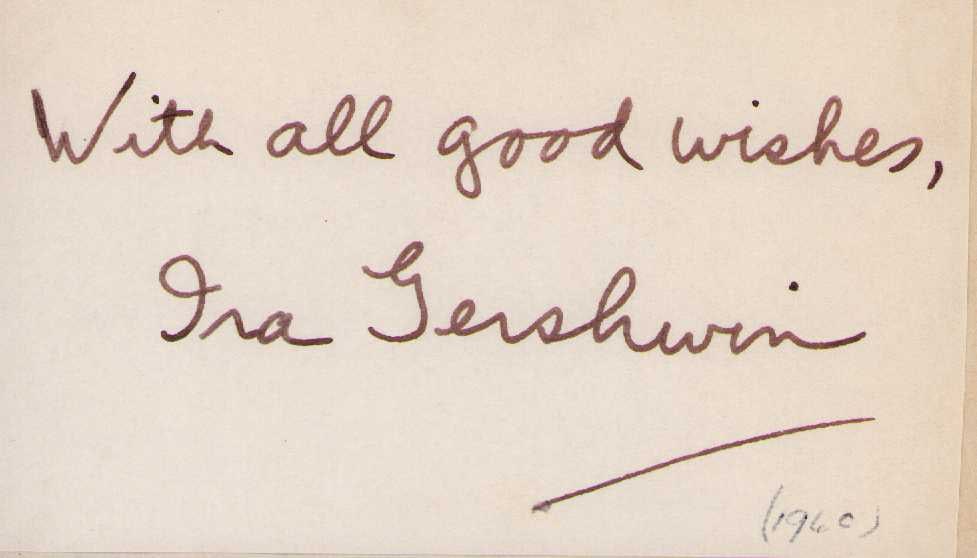 With all good wishes,
Ira Gershwin
(1960)